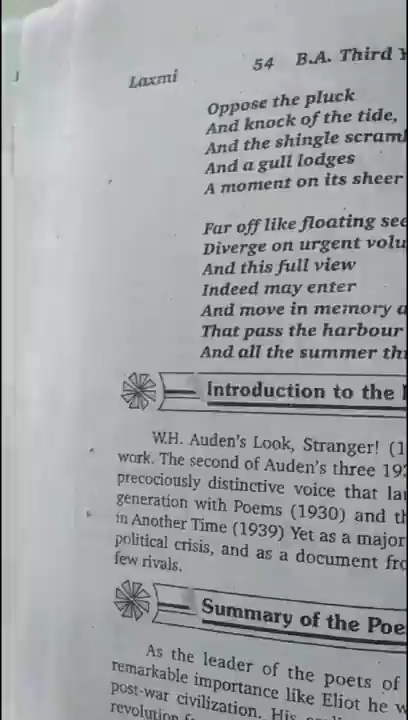 Laxmi 54 B.A. Third
Oppose the pluck
And knock of the tide,
And the shingle scram
And a gull lodges
A moment on its sheer
Far off like floating see
Diverge on urgent volu
And this full view
Indeed may enter
And move in memory a
That pass the harbour
And all the summer th
Introduction to the
W.H. Auden's Look, Stranger! (1
work. The second of Auden's three 19
precociously distinctive voice that la
generation with Poems (1930) and th
in Another Time (1939) Yet as a major
political crisis, and as a document fro
few rivals.
Summary of the Poe
As the leader of the poets of
remarkable importance like Eliot he w
post-war civilization. His
revolution